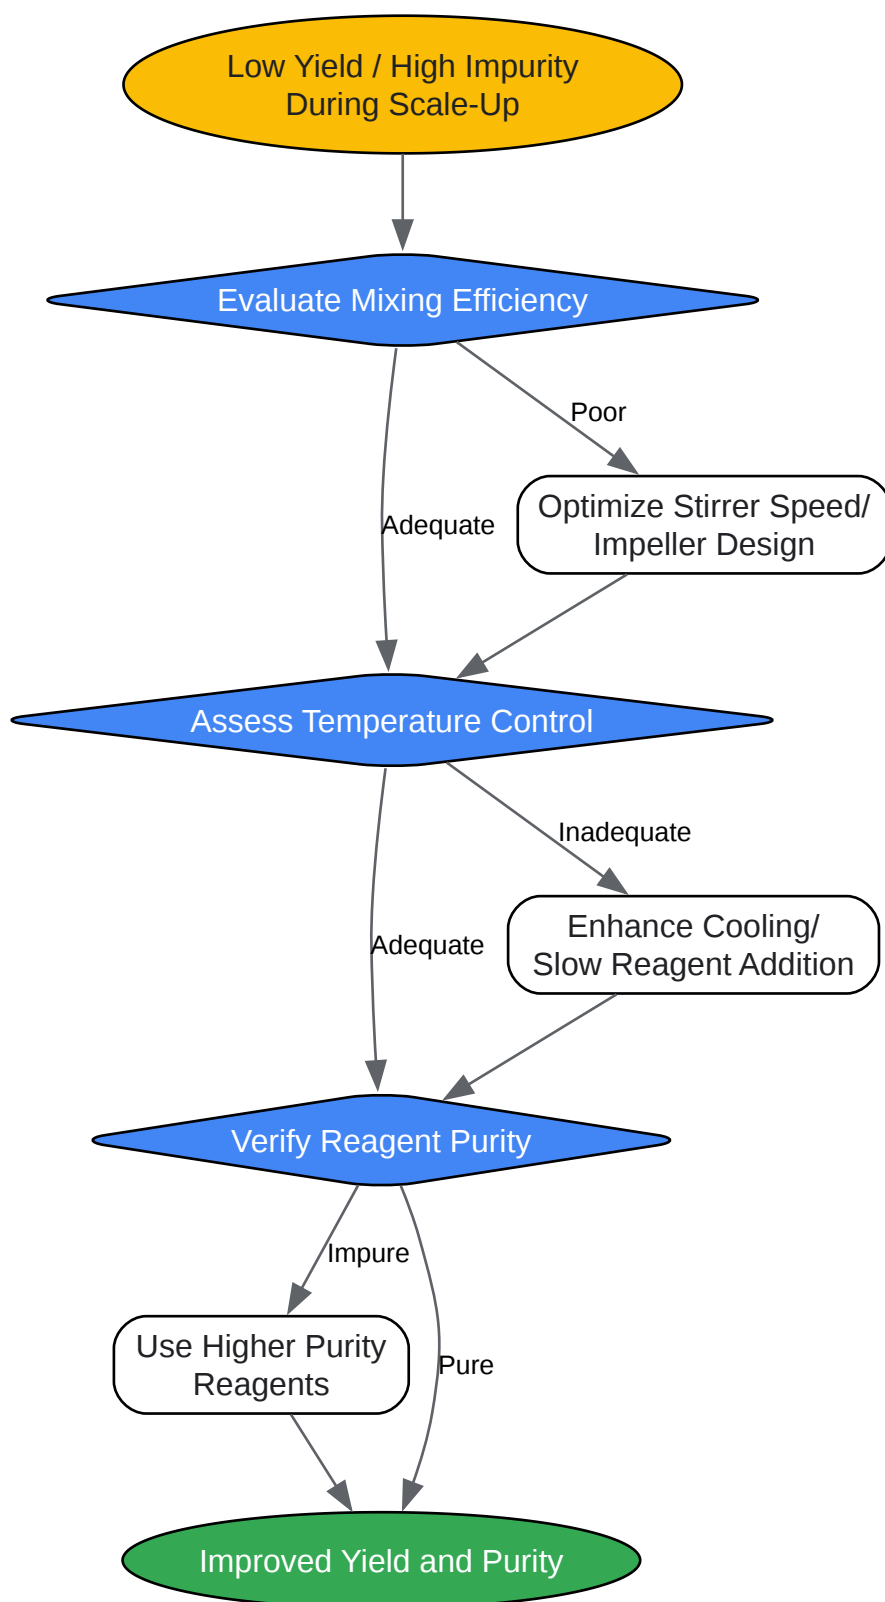 Low Yield / High Impurity
During Scale-Up
Evaluate Mixing Efficiency
Poor
Optimize Stirrer Speed/
Impeller Design
Adequate
Assess Temperature Control
Inadequate
Enhance Cooling/
Slow Reagent Addition
Adequate
Verify Reagent Purity
Impure
Use Higher Purity
Reagents
Pure
Improved Yield and Purity